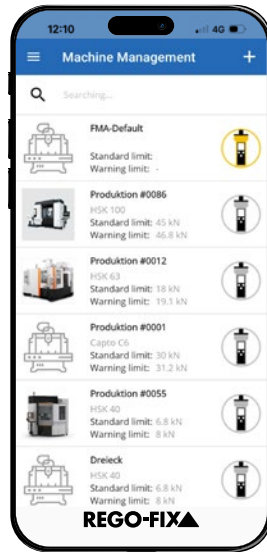 12:10
4G
Machine Management
Searching...
FMA-Default
Standard limit:
Warning limit: -
Produktion #0086
HSK 100
Standard limit: 45 kN
Warning limit: 46.8 kN
Produktion #0012
HSK 63
Standard limit: 18 kN
Warning limit: 19.1 kN
Produktion #0001
Capto C6
Standard limit: 30 kN
Warning limit: 31.2 kN
Produktion #0055
HSK 40
Standard limit: 6.8 kN
Warning limit: 8 kN
Dreieck
HSK 40
Standard limit: 6.8 kN
Warning limit: 8 kN
REGO-FIX